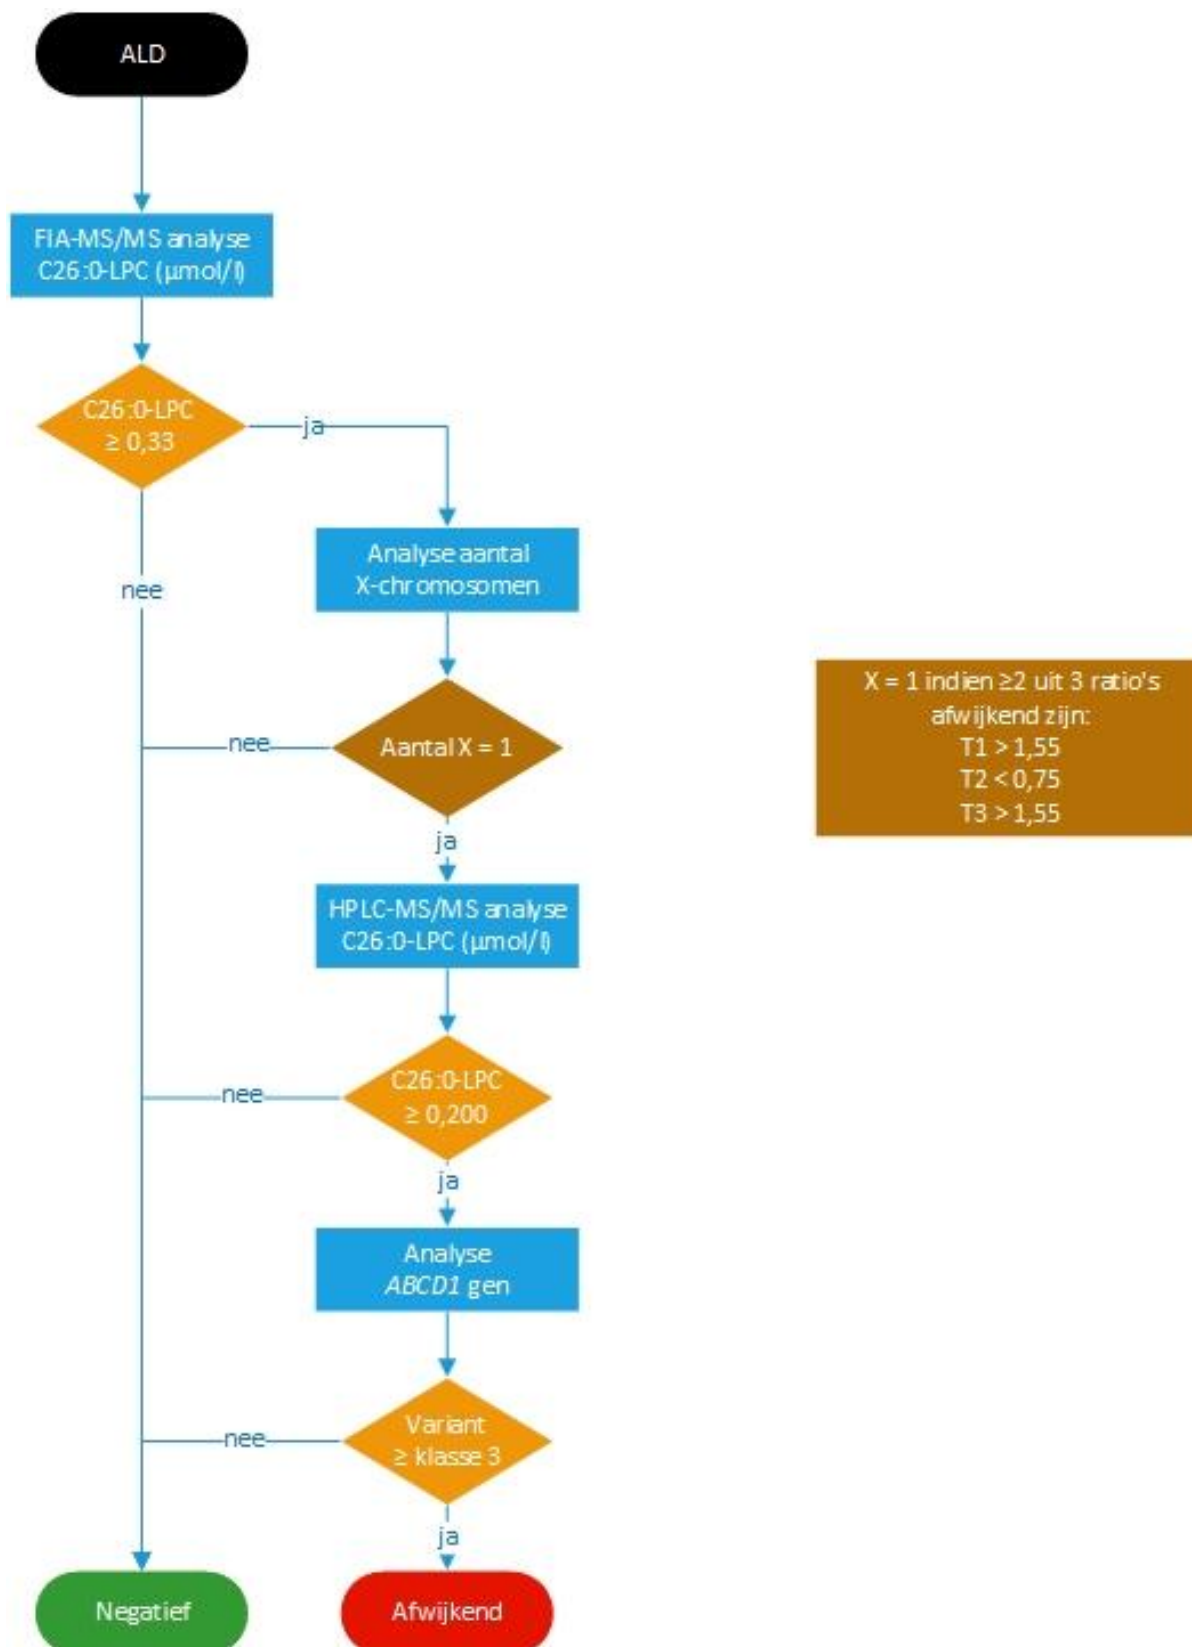 ALD
FIA-MS/MS analyse
C26:0-LPC (µmol/l)
C26:0-LPC
≥ 0,33
ja
nee
Analyse aantal
X-chromosomen
Aantal X = 1
nee
ja
X = 1 indien ≥2 uit 3 ratio's
afwijkend zijn:
T1 > 1,55
T2 < 0,75
T3 > 1,55
HPLC-MS/MS analyse
C26:0-LPC (µmol/l)
C26:0-LPC
≥ 0,200
nee
ja
Analyse
ABCD1 gen
Variant
≥ klasse 3
nee
ja
Negatief
Afwijkend